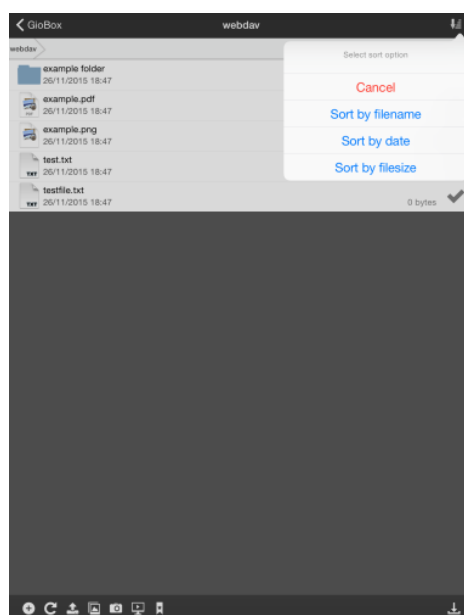 GioBox
webdav
webdav
Select sort option
Cancel
Sort by filename
Sort by date
Sort by filesize
example folder
26/11/2015 18:47
example.pdf
26/11/2015 18:47
example.png
26/11/2015 18:47
test.txt
26/11/2015 18:47
TXT
testfile.txt
26/11/2015 18:47
TXT
0 bytes